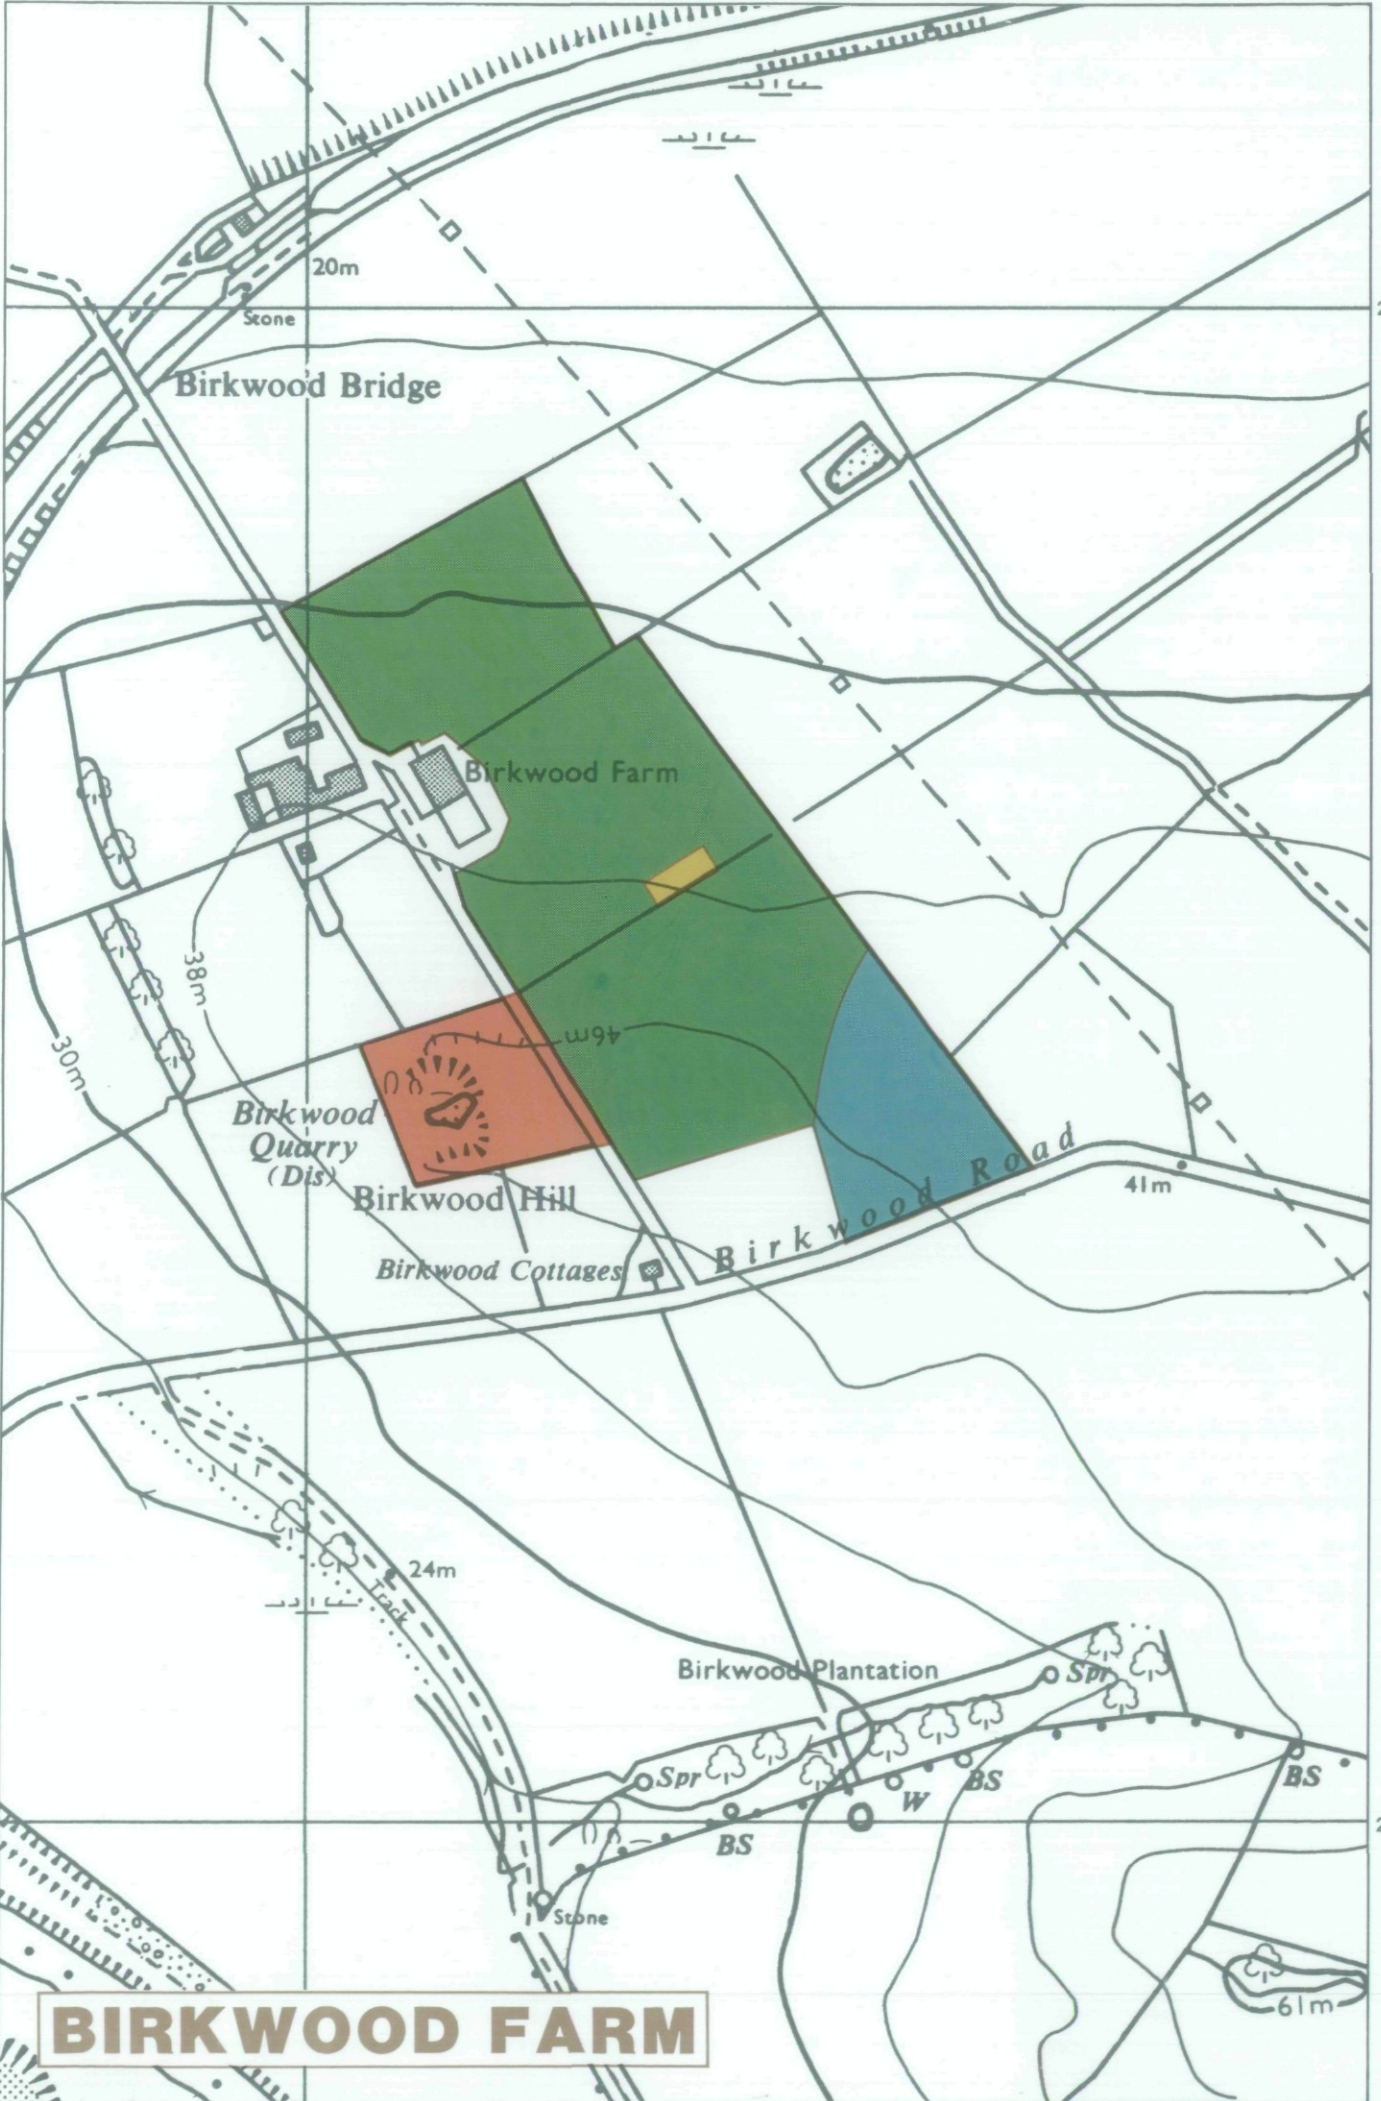 20m
Stone
Birkwood Bridge
Birkwood Farm
38m
46m
30m
Birkwood
Quarry
(Dis)
Birkwood Hill
Birkwood Road
41m
Birkwood Cottages
24m
Track
Birkwood Plantation
Spr
Spr
BS
W
BS
BS
Stone
61m
BIRKWOOD FARM